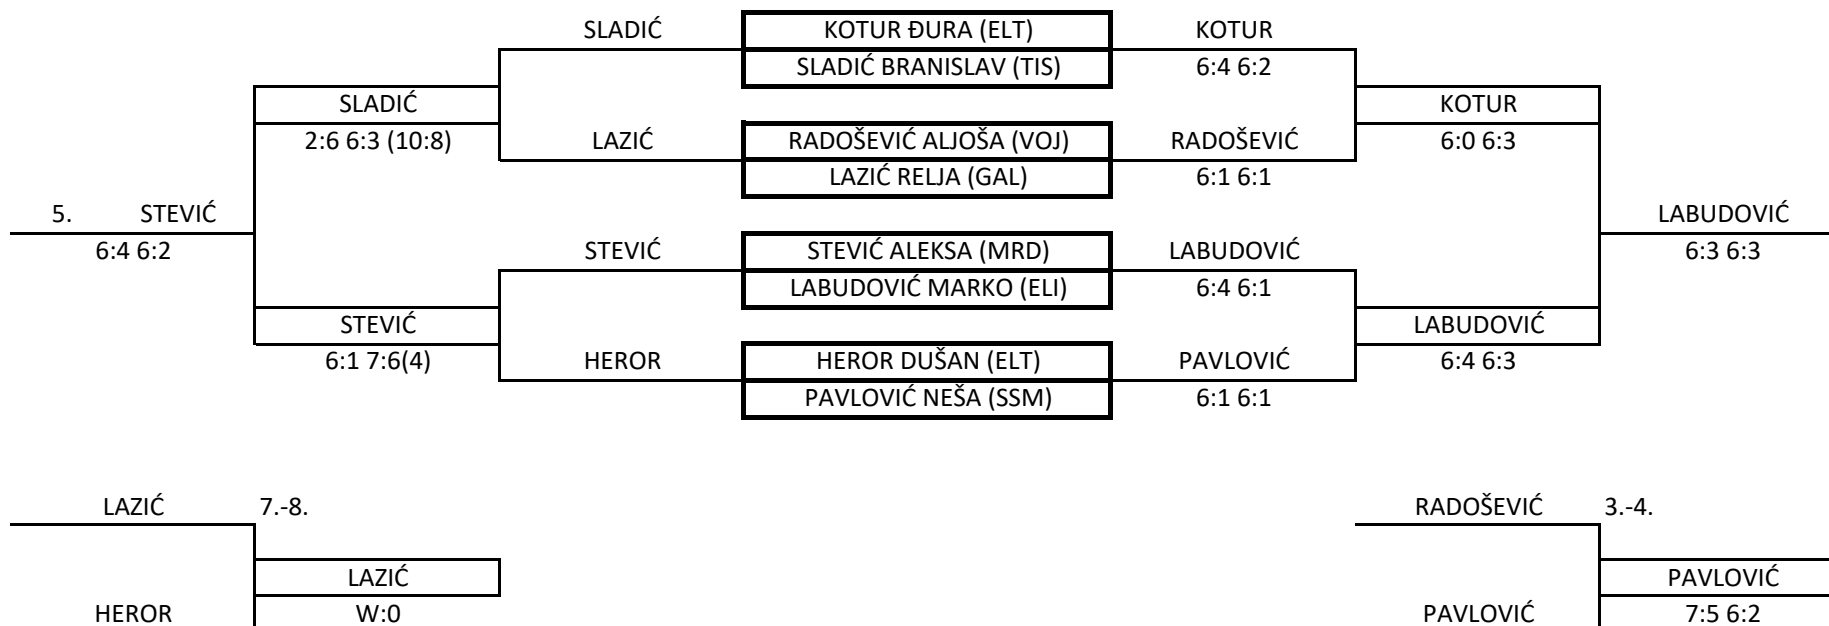 SLADIĆ KOTUR ĐURA (ELT) KOTUR
SLADIĆ BRANISLAV (TIS) 6:4 6:2
SLADIĆ KOTUR
2:6 6:3 (10:8) LAZIĆ RADOŠEVIĆ ALJOŠA (VOJ) RADOŠEVIĆ 6:0 6:3
LAZIĆ RELJA (GAL) 6:1 6:1
5. STEVIĆ LABUDOVIĆ
6:4 6:2 STEVIĆ STEVIĆ ALEKSA (MRD) LABUDOVIĆ 6:3 6:3
LABUDOVIĆ MARKO (ELI) 6:4 6:1
STEVIĆ LABUDOVIĆ
6:1 7:6(4) HEROR HEROR DUŠAN (ELT) PAVLOVIĆ 6:4 6:3
PAVLOVIĆ NEŠA (SSM) 6:1 6:1
LAZIĆ 7.-8. RADOŠEVIĆ 3.-4.
LAZIĆ PAVLOVIĆ
HEROR W:0 PAVLOVIĆ 7:5 6:2